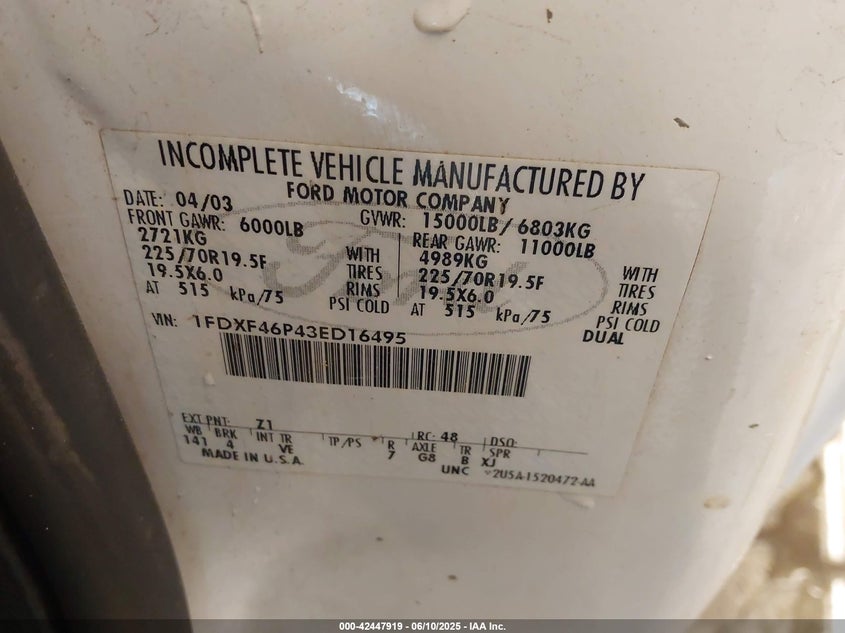 INCOMPLETE VEHICLE MANUFACTURED BY
FORD MOTOR COMPANY
DATE: 04/03 GVWR: 15000LB/ 6803KG
FRONT GAWR: 6000LB REAR GAWR: 11000LB
2721KG WITH 4989KG WITH
225/70R19.5F TIRES 225/70R19.5F TIRES
19.5X6.0 RIMS 19.5X6.0 RIMS
AT 515 kPa/75 PSI COLD AT 515 kPa/75 PSI COLD
DUAL
VIN: 1FDXF46P43ED16495
Ford
EXT PNT: Z1 RC: 48 DSO:
WB BRK INT TR TP/PS R AXLE TR SPR
141 4 VE 7 G8 B XJ
MADE IN U.S.A. UNC 2U5A-1520472-AA
000-42447919 - 06/10/2025 - IAA Inc.